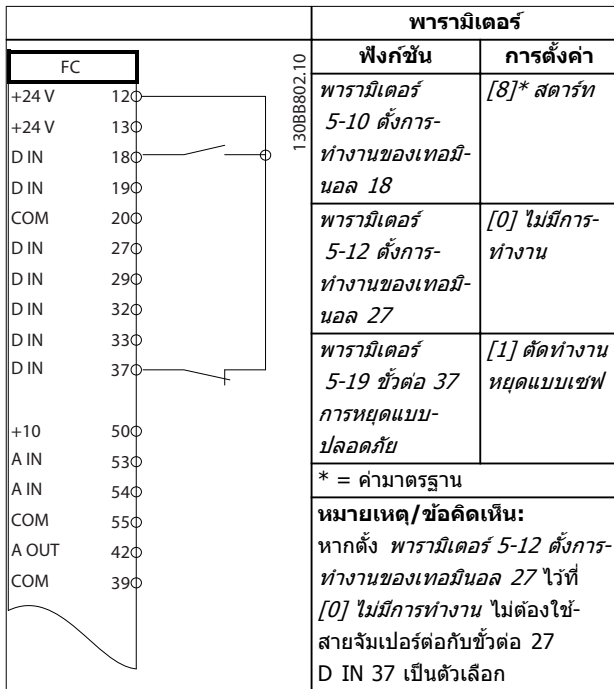 FC
+24 V 12
+24 V 13
D IN 18
D IN 19
COM 20
D IN 27
D IN 29
D IN 32
D IN 33
D IN 37
+10 50
A IN 53
A IN 54
COM 55
A OUT 42
COM 39
130BB802.10
พารามิเตอร์
ฟังก์ชัน การตั้งค่า
พารามิเตอร์ [8]* สตาร์ท
5-10 ตั้งการ-
ทำงานของเทอมิ-
นอล 18
พารามิเตอร์ [0] ไม่มีการ-
5-12 ตั้งการ- ทำงาน
ทำงานของเทอมิ-
นอล 27
พารามิเตอร์ [1] ตัดทำงาน
5-19 ขั้วต่อ 37 หยุดแบบเซฟ
การหยุดแบบ-
ปลอดภัย
* = ค่ามาตรฐาน
หมายเหตุ/ข้อคิดเห็น:
หากตั้ง พารามิเตอร์ 5-12 ตั้งการ-
ทำงานของเทอมินอล 27 ไว้ที่
[0] ไม่มีการทำงาน ไม่ต้องใช้-
สายจัมเปอร์ต่อกับขั้วต่อ 27
D IN 37 เป็นตัวเลือก